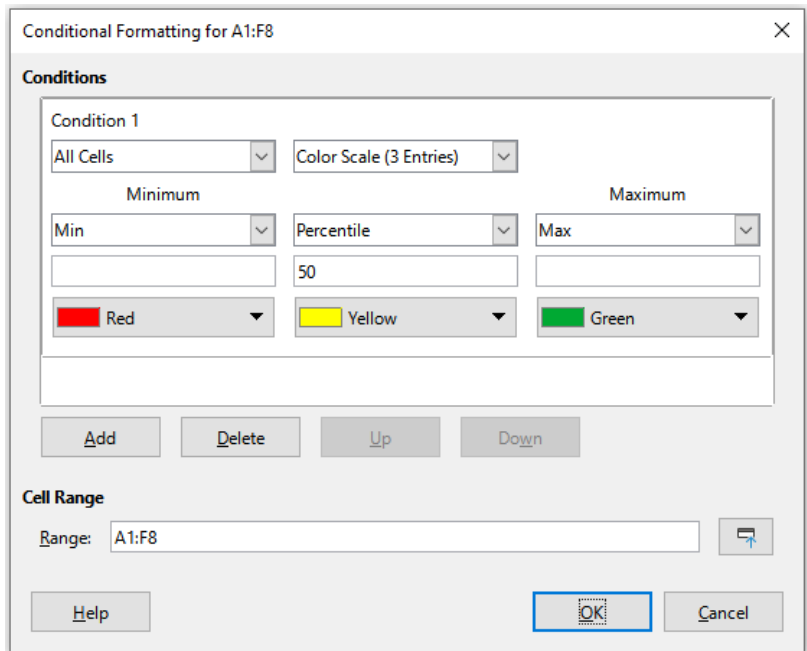 Conditional Formatting for A1:F8
Conditions
Condition 1
All Cells Color Scale (3 Entries)
Minimum Maximum
Min Percentile Max
50
Red Yellow Green
Add Delete Up Down
Cell Range
Range: A1:F8
Help OK Cancel